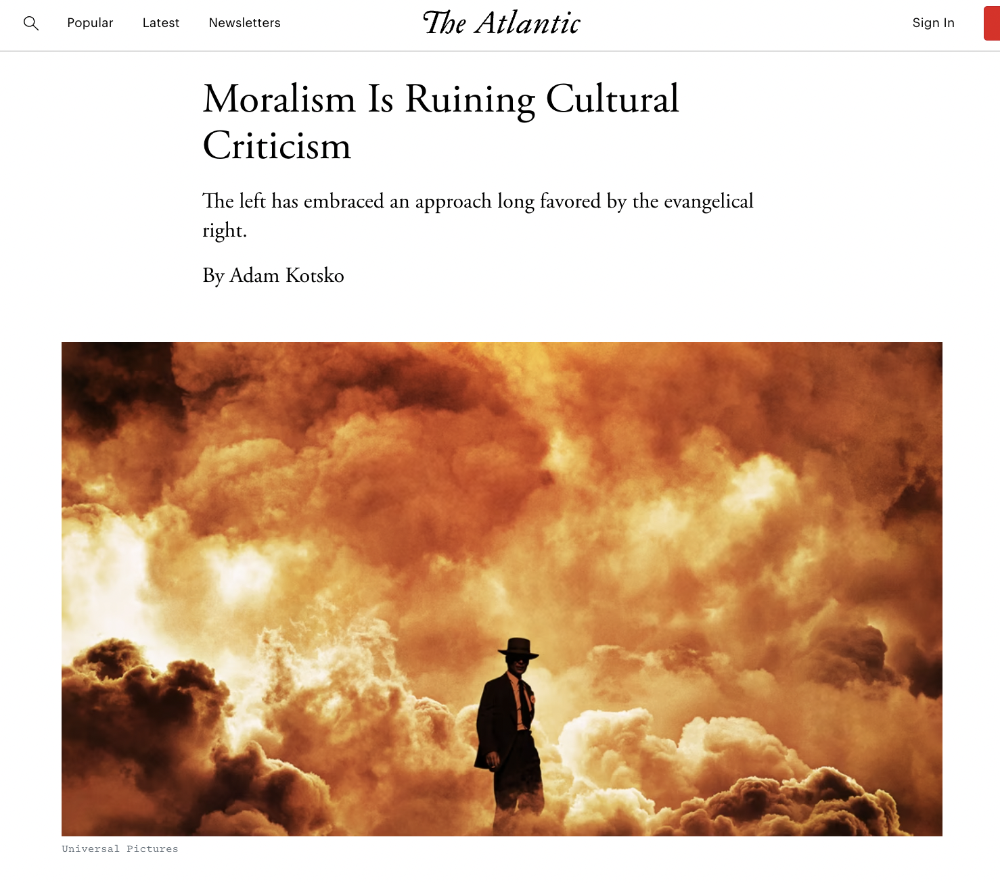 Popular Latest Newsletters The Atlantic Sign In
Moralism Is Ruining Cultural
Criticism
The left has embraced an approach long favored by the evangelical
right.
By Adam Kotsko
Universal Pictures